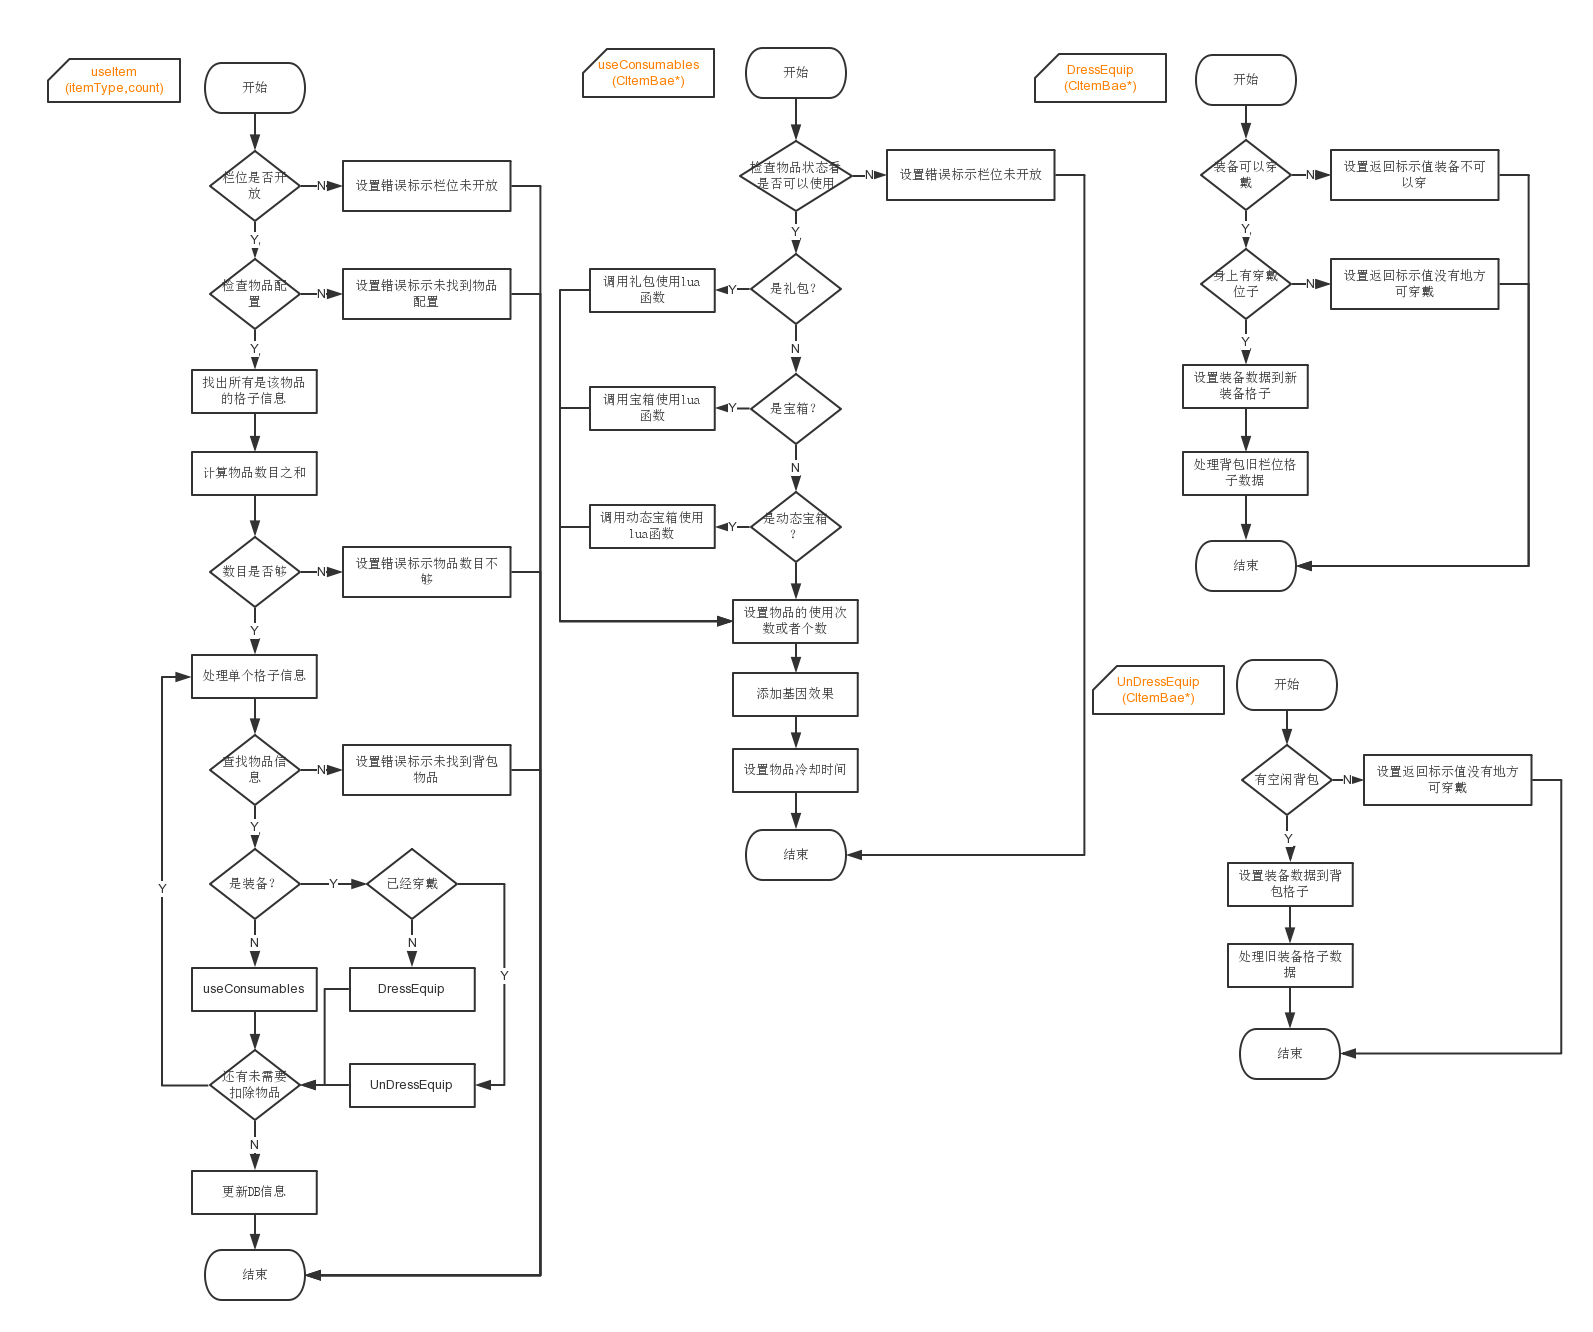 useItem
(itemType,count)
开始
栏位是否开
放
N
设置错误标示栏位未开放
Y,
检查物品配
置
N
设置错误标示未找到物品
配置
Y,
找出所有是该物品
的格子信息
计算物品数目之和
数目是否够
N
设置错误标示物品数目不
够
Y
处理单个格子信息
查找物品信
息
N
设置错误标示未找到背包
物品
Y,
是装备?
Y
已经穿戴
Y
N
N
Y
useConsumables
DressEquip
还有未需要
扣除物品
UnDressEquip
N
更新DB信息
结束
useConsumables
(CItemBae*)
开始
检查物品状态看
是否可以使用
N
设置错误标示栏位未开放
Y,
是礼包?
Y
调用礼包使用lua
函数
N
是宝箱?
Y
调用宝箱使用lua
函数
N,
是动态宝箱
?
Y
调用动态宝箱使用
lua函数
设置物品的使用次
数或者个数
添加基因效果
设置物品冷却时间
结束
DressEquip
(CItemBae*)
开始
装备可以穿
戴
N
设置返回标示值装备不可
以穿
Y,
身上有穿戴
位子
N
设置返回标示值没有地方
可穿戴
Y,
设置装备数据到新
装备格子
处理背包旧栏位格
子数据
结束
UnDressEquip
(CItemBae*)
开始
有空闲背包
N
设置返回标示值没有地方
可穿戴
Y
设置装备数据到背
包格子
处理旧装备格子数
据
结束